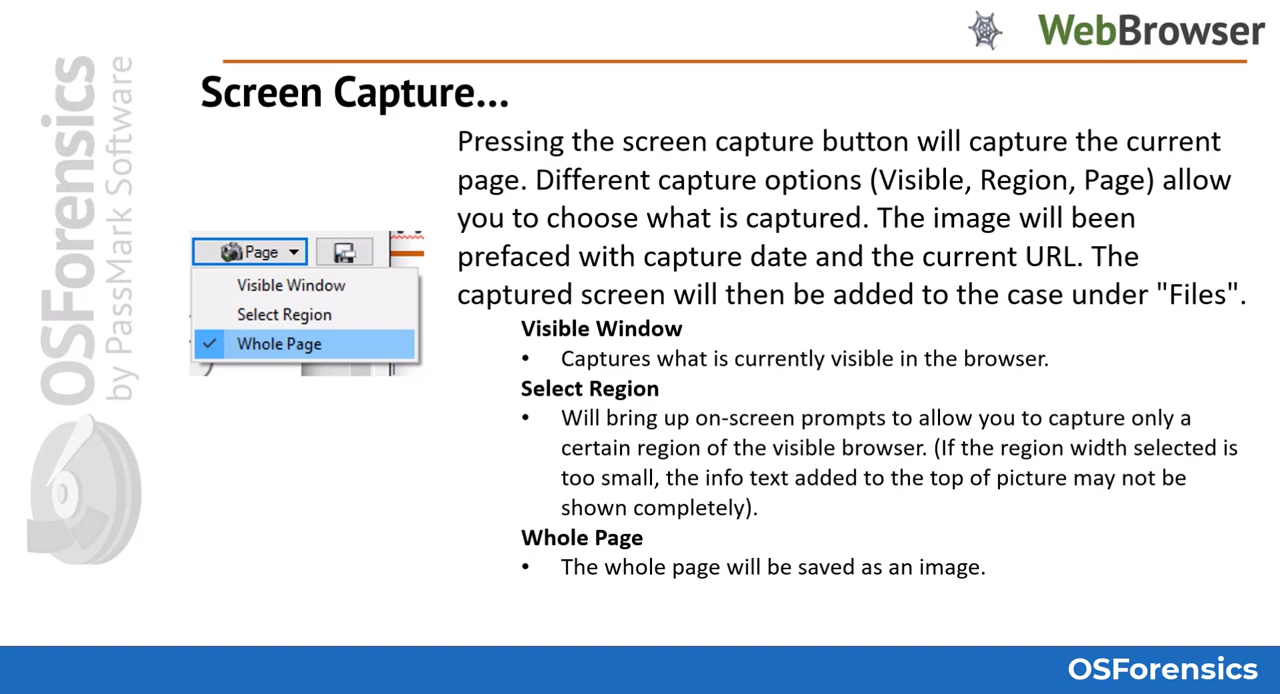 WebBrowser
OSForensics
by PassMark Software
Screen Capture...
Pressing the screen capture button will capture the current
page. Different capture options (Visible, Region, Page) allow
you to choose what is captured. The image will been
prefaced with capture date and the current URL. The
captured screen will then be added to the case under "Files".
Page
Visible Window
Select Region
Whole Page
Visible Window
• Captures what is currently visible in the browser.
Select Region
• Will bring up on-screen prompts to allow you to capture only a
certain region of the visible browser. (If the region width selected is
too small, the info text added to the top of picture may not be
shown completely).
Whole Page
• The whole page will be saved as an image.
OSForensics